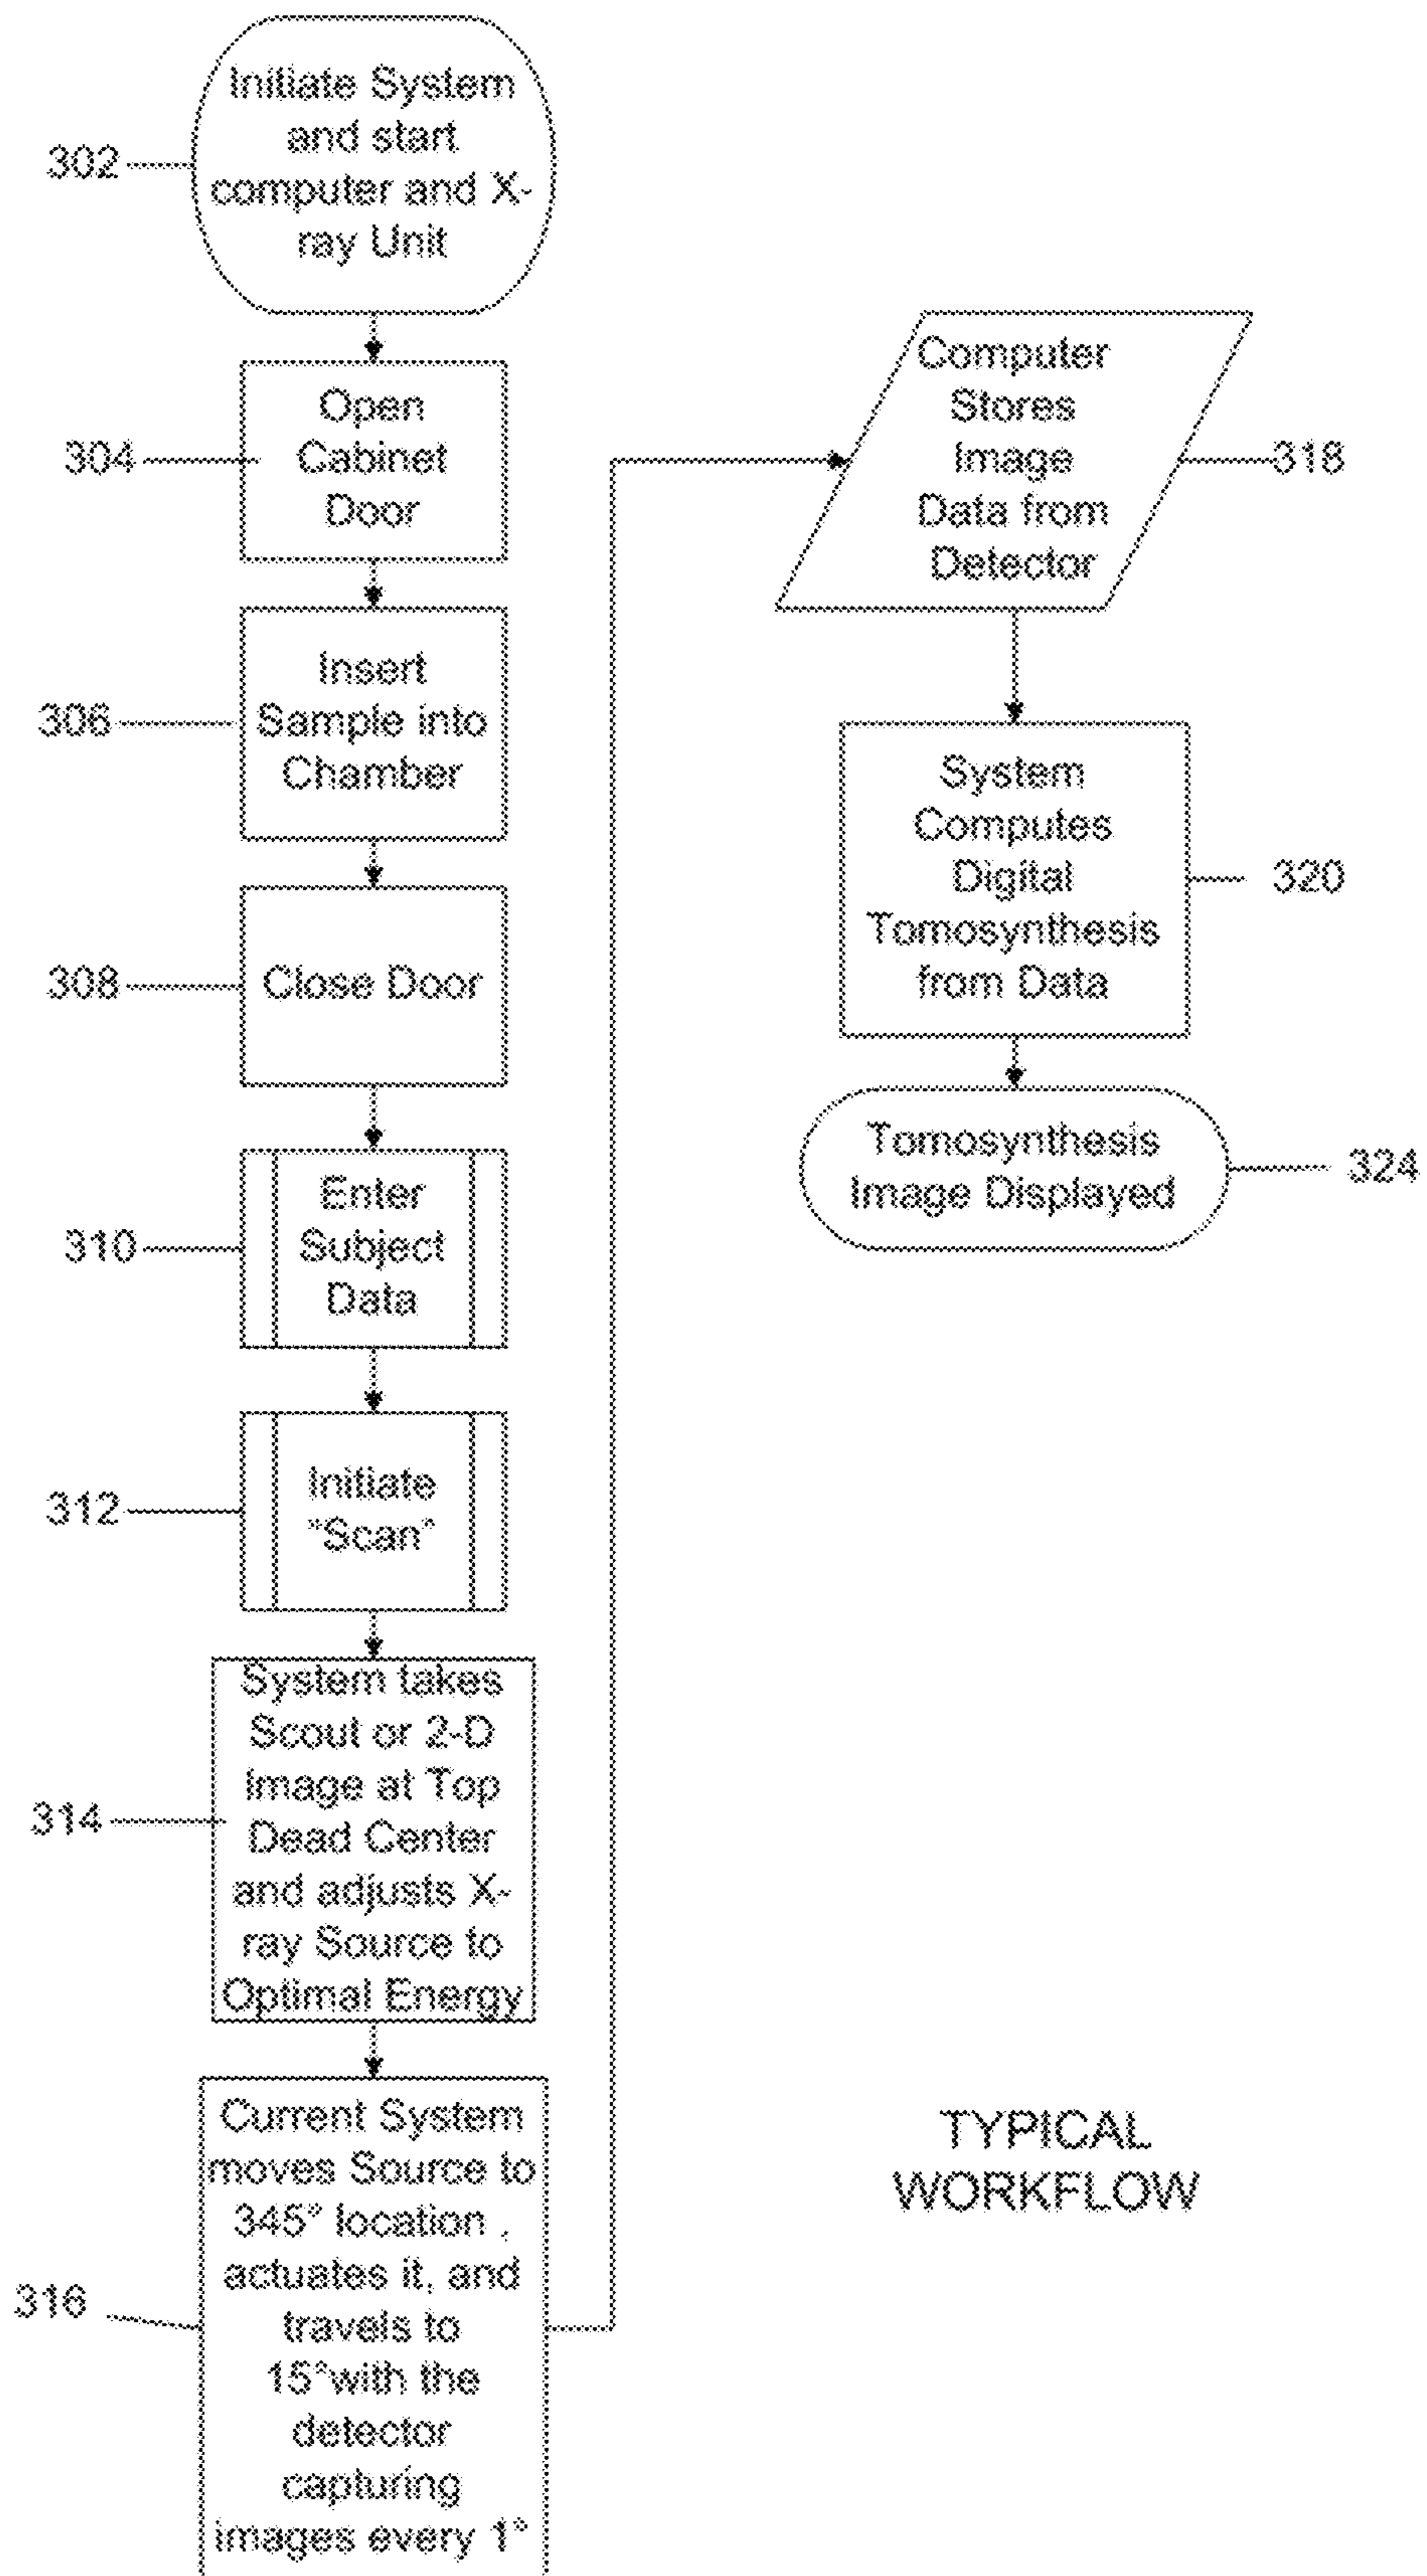 302
Initiate System
and start
computer and X-
ray Unit
304
Open
Cabinet
Door
306
Insert
Sample into
Chamber
308
Close Door
310
Enter
Subject
Data
312
Initiate
"Scan"
314
System takes
Scout or 2-D
Image at Top
Dead Center
and adjusts X-
ray Source to
Optimal Energy
316
Current System
moves Source to
345° location ,
actuates it, and
travels to
15°with the
detector
capturing
images every 1°
Computer
Stores
Image
Data from
Detector
318
System
Computes
Digital
Tomosynthesis
from Data
320
Tomosynthesis
Image Displayed
324
TYPICAL
WORKFLOW